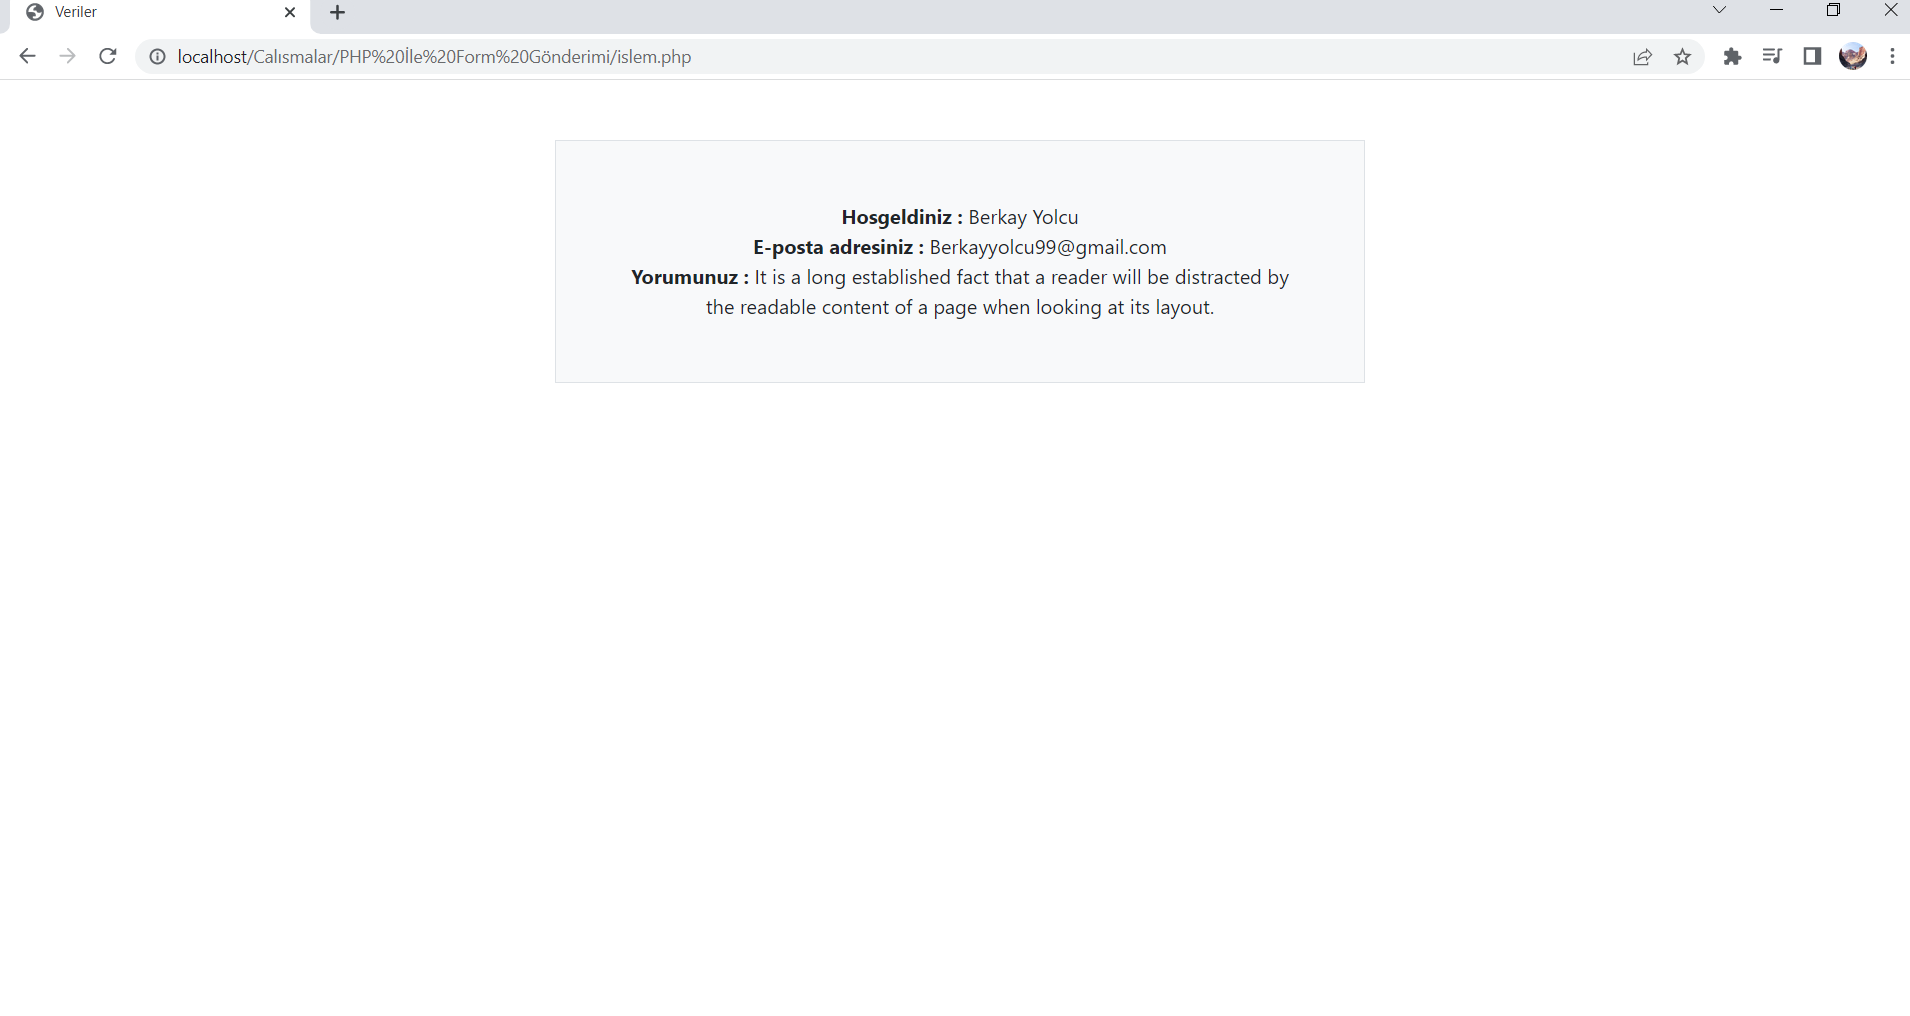 Veriler
localhost/Calısmalar/PHP%20İle%20Form%20Gönderimi/islem.php
Hosgeldiniz : Berkay Yolcu
E-posta adresiniz : Berkayyolcu99@gmail.com
Yorumunuz : It is a long established fact that a reader will be distracted by
the readable content of a page when looking at its layout.